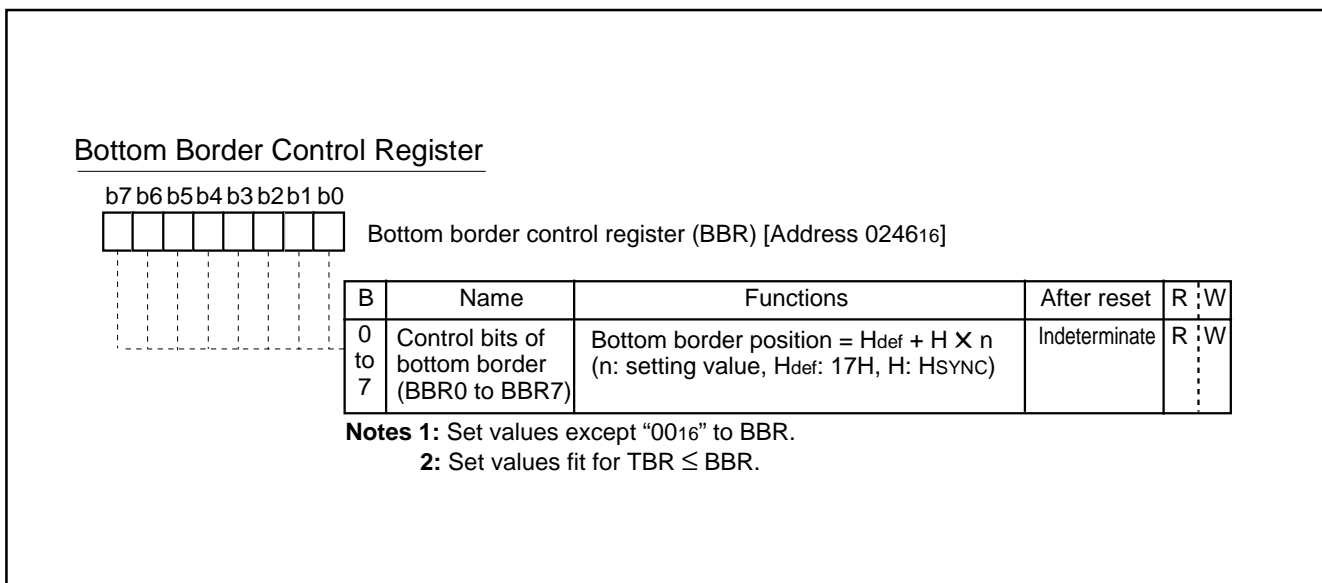 Bottom Border Control Register
b7 b6 b5 b4 b3 b2 b1 b0
Bottom border control register (BBR) [Address 024616]
B Name Functions After reset R W
0 to 7 Control bits of bottom border (BBR0 to BBR7) Bottom border position = Hdef + H × n (n: setting value, Hdef: 17H, H: HSYNC) Indeterminate R W
Notes 1: Set values except “0016” to BBR.
2: Set values fit for TBR ≤ BBR.